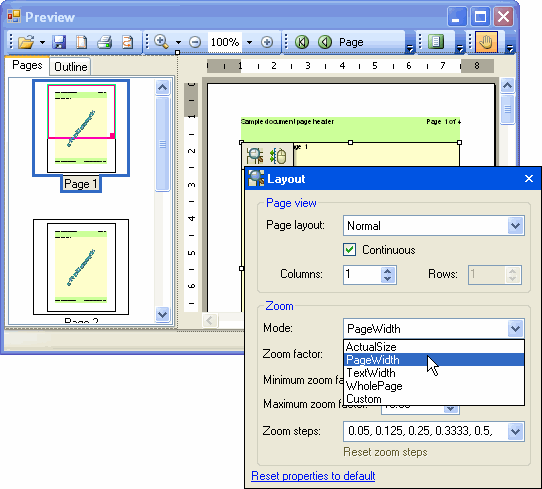 Preview
100%
Page
Pages
Outline
1 1 2 3 4 5 6 7 8
Page 1
Page 2
1
1
2
3
4
5
6
Sample document page header
Page 1 of 4
Page 1
Layout
Page view
Page layout:
Normal
Continuous
Columns:
1
Rows:
1
Zoom
Mode:
PageWidth
ActualSize
PageWidth
TextWidth
WholePage
Custom
Zoom factor:
Minimum zoom fa
Maximum zoom factor:
Zoom steps:
0.05, 0.125, 0.25, 0.3333, 0.5,
Reset zoom steps
Reset properties to default